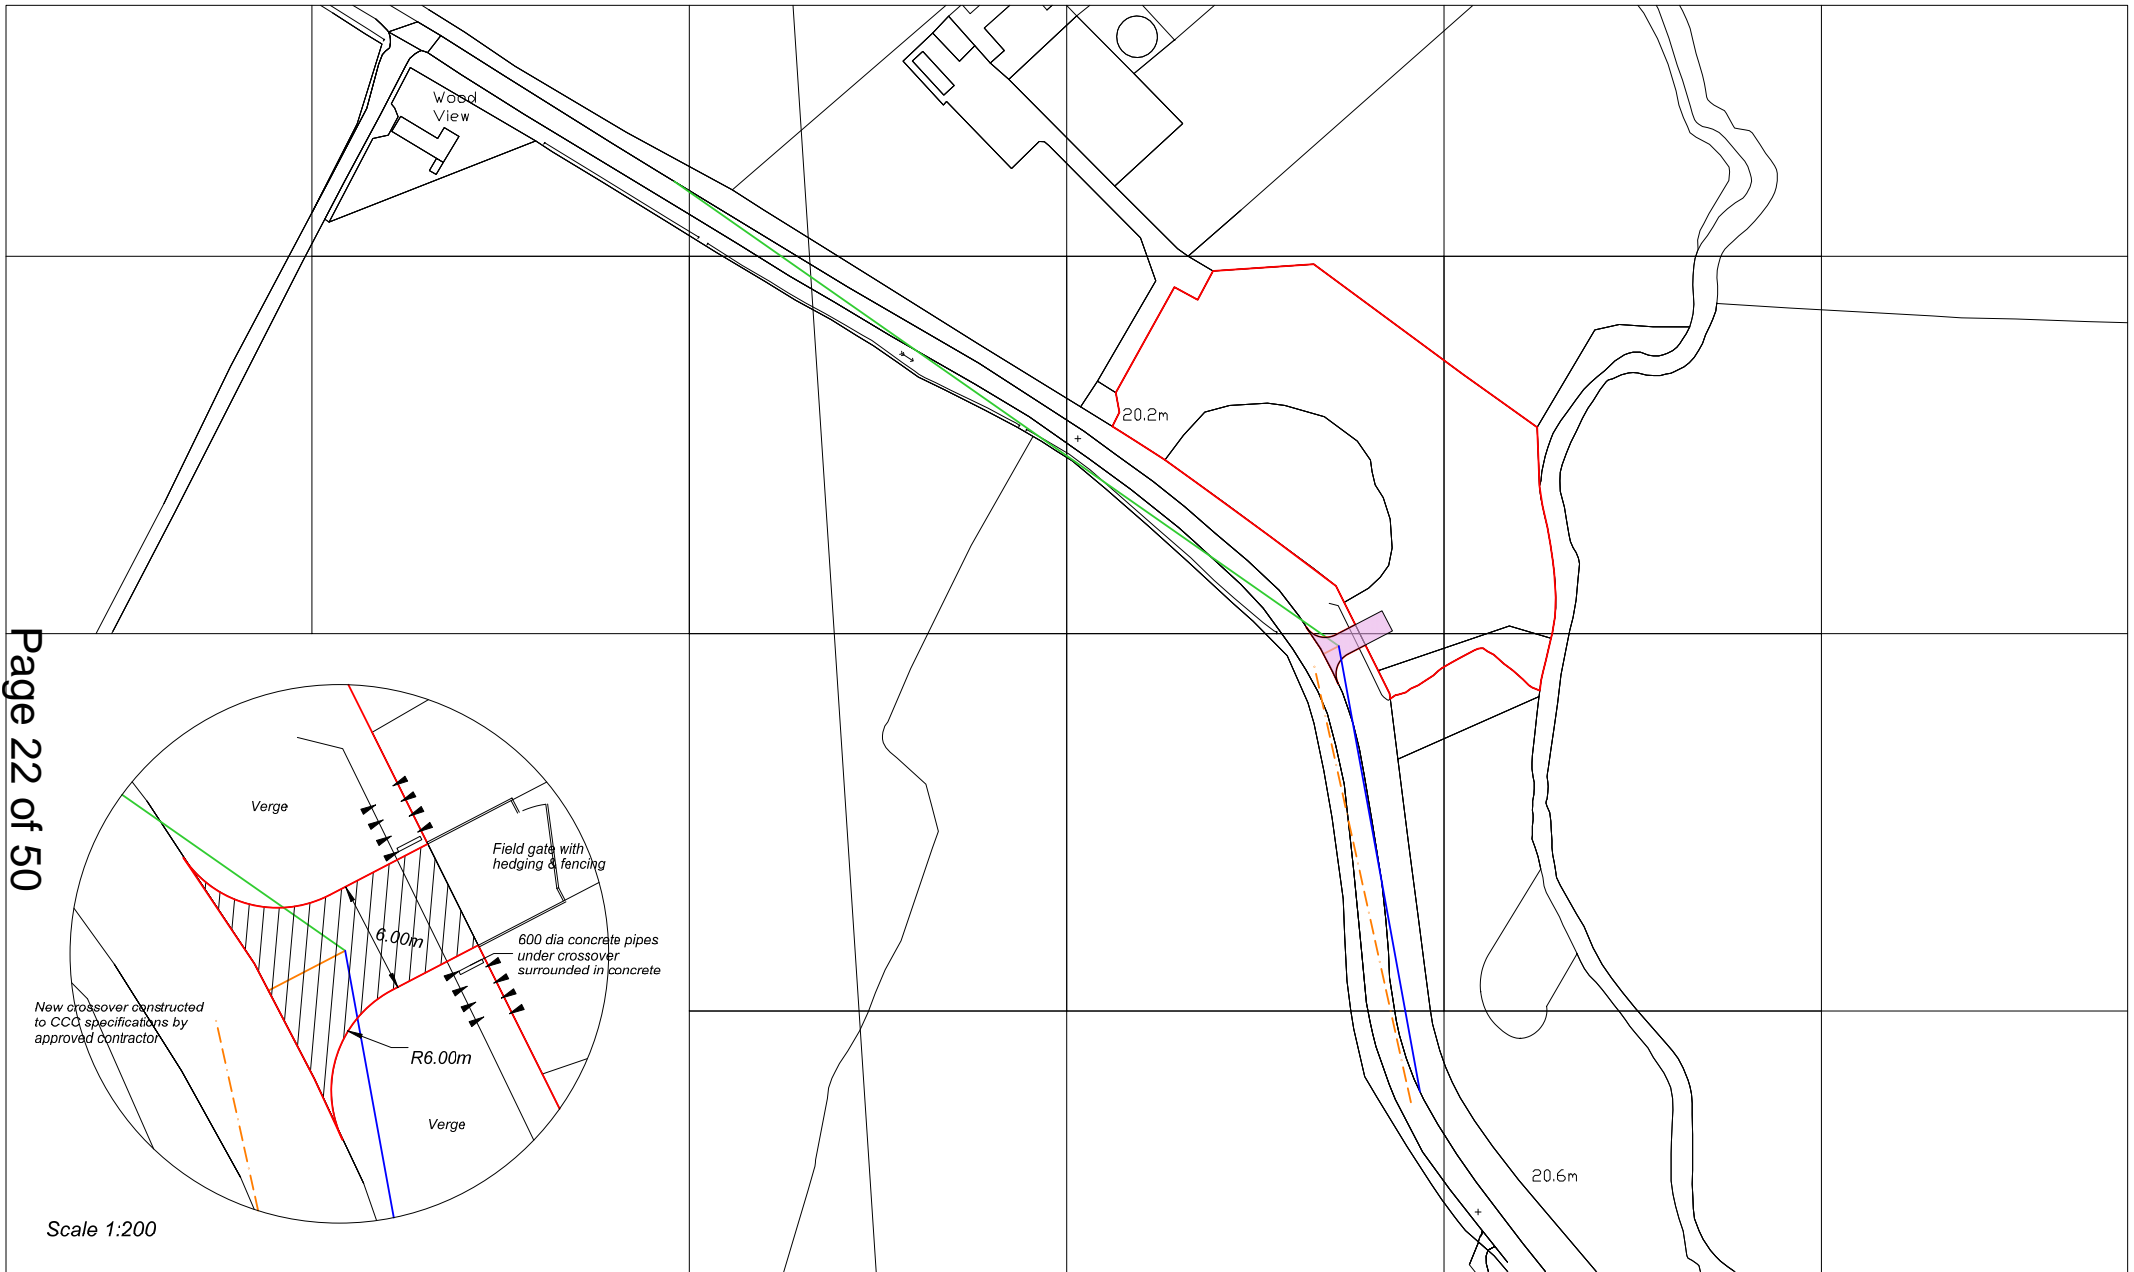 Wood
View
20.2m
Page 22 of 50
Verge
Field gate with
hedging & fencing
6.00m
600 dia concrete pipes
under crossover
surrounded in concrete
New crossover constructed
to CCC specifications by
approved contractor
R6.00m
Verge
20.6m
Scale 1:200